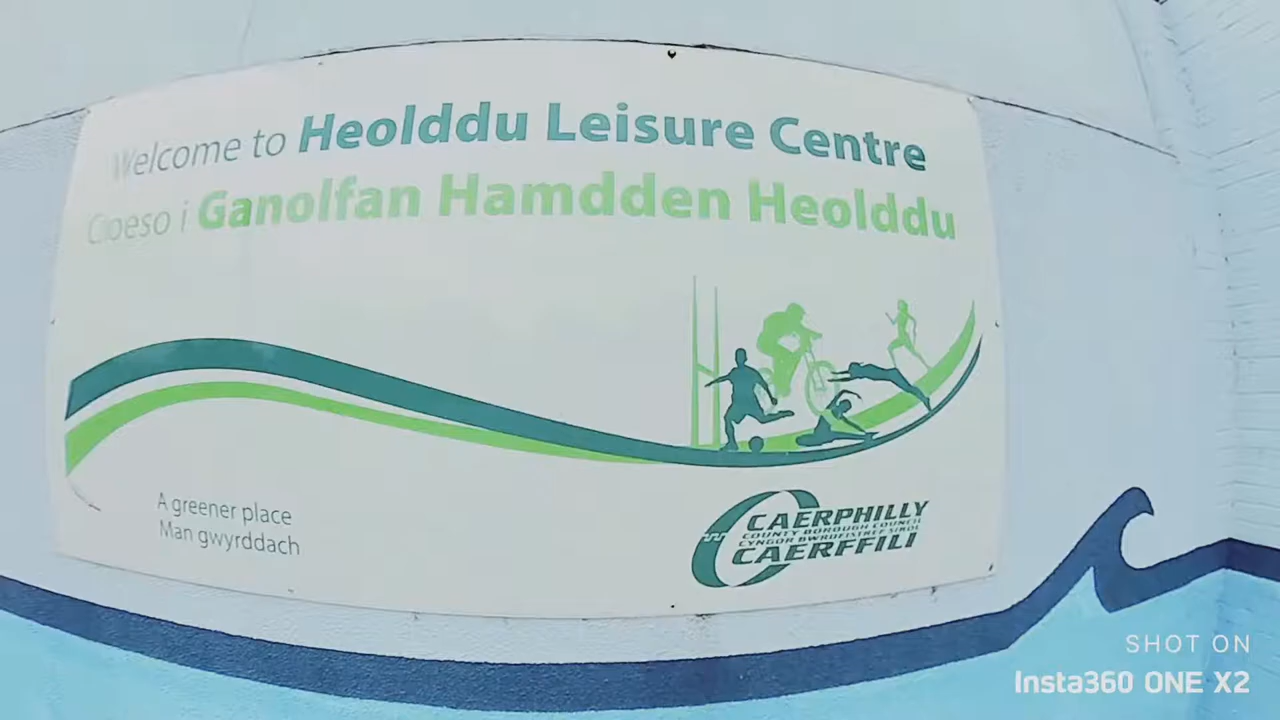 Welcome to Heolddu Leisure Centre
Croeso i Ganolfan Hamdden Heolddu
A greener place
Man gwyrddach
CAERPHILLY
COUNTY BOROUGH COUNCIL
CYNGOR BWRDEISTREF SIROL
CAERFFILI
SHOT ON
Insta360 ONE X2